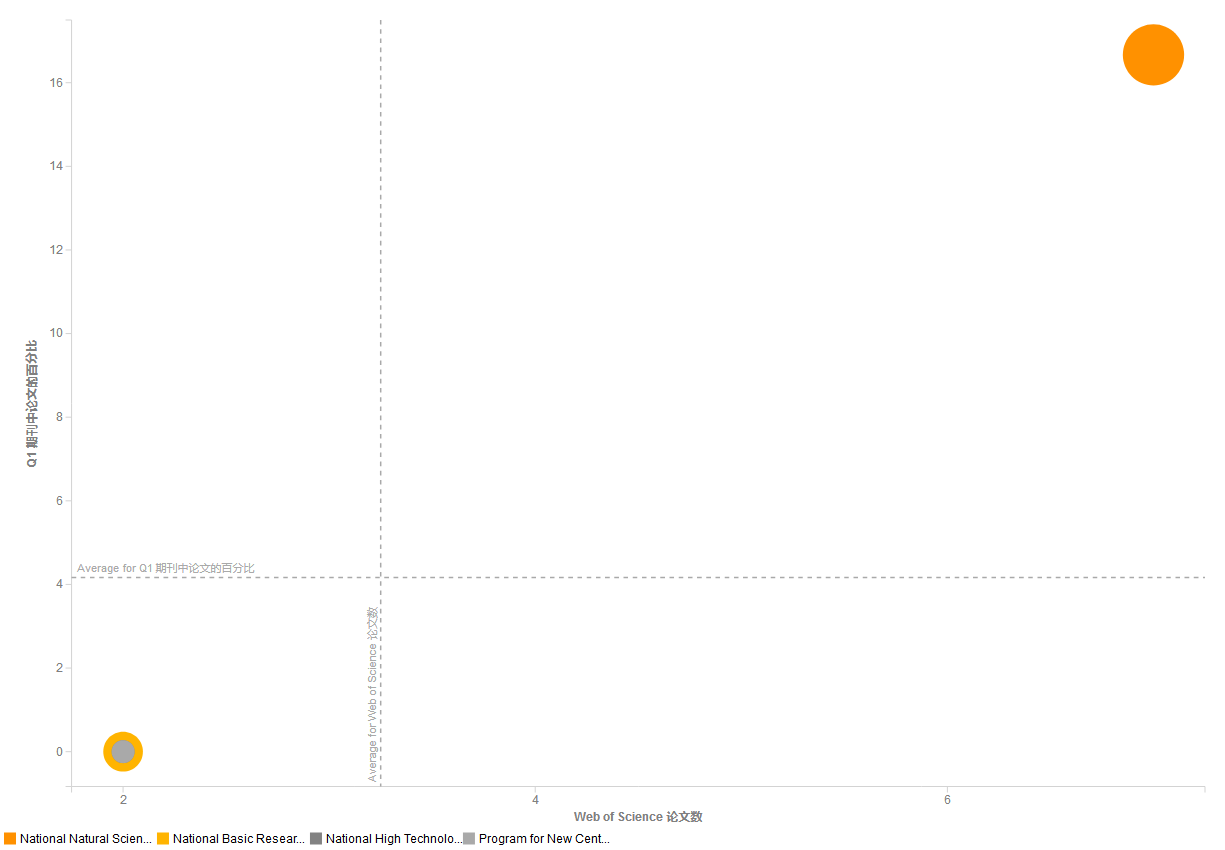 16
14
12
10
8
6
4
2
0
Q1 期刊中论文的百分比
Average for Q1 期刊中论文的百分比
Average for Web of Science 论文数
2
4
6
Web of Science 论文数
National Natural Scien... National Basic Resear... National High Technolo... Program for New Cent...